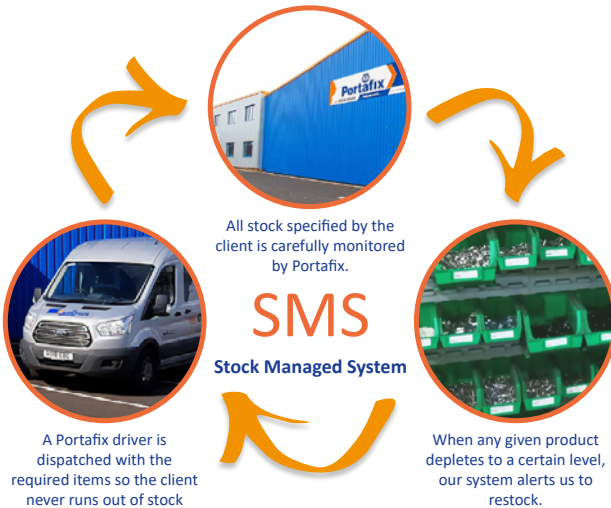 Portafix
All stock specified by the
client is carefully monitored
by Portafix.
SMS
Stock Managed System
A Portafix driver is
dispatched with the
required items so the client
never runs out of stock
When any given product
depletes to a certain level,
our system alerts us to
restock.